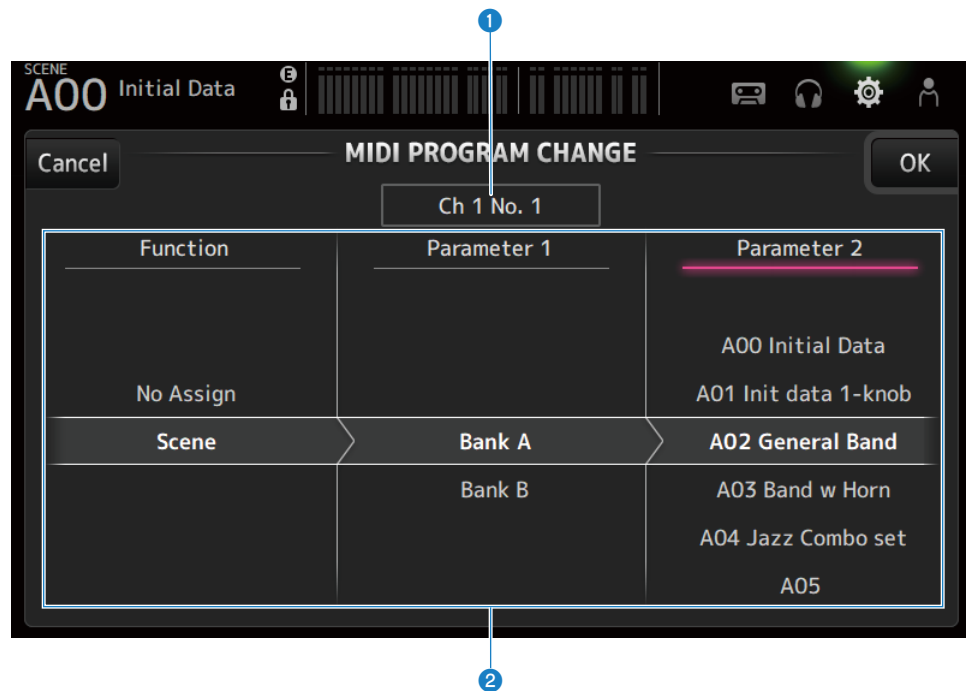 1
SCENE
A00 Initial Data
E
Cancel
MIDI PROGRAM CHANGE
OK
Ch 1 No. 1
Function
Parameter 1
Parameter 2
A00 Initial Data
No Assign
A01 Init data 1-knob
Scene
Bank A
A02 General Band
Bank B
A03 Band w Horn
A04 Jazz Combo set
A05
2